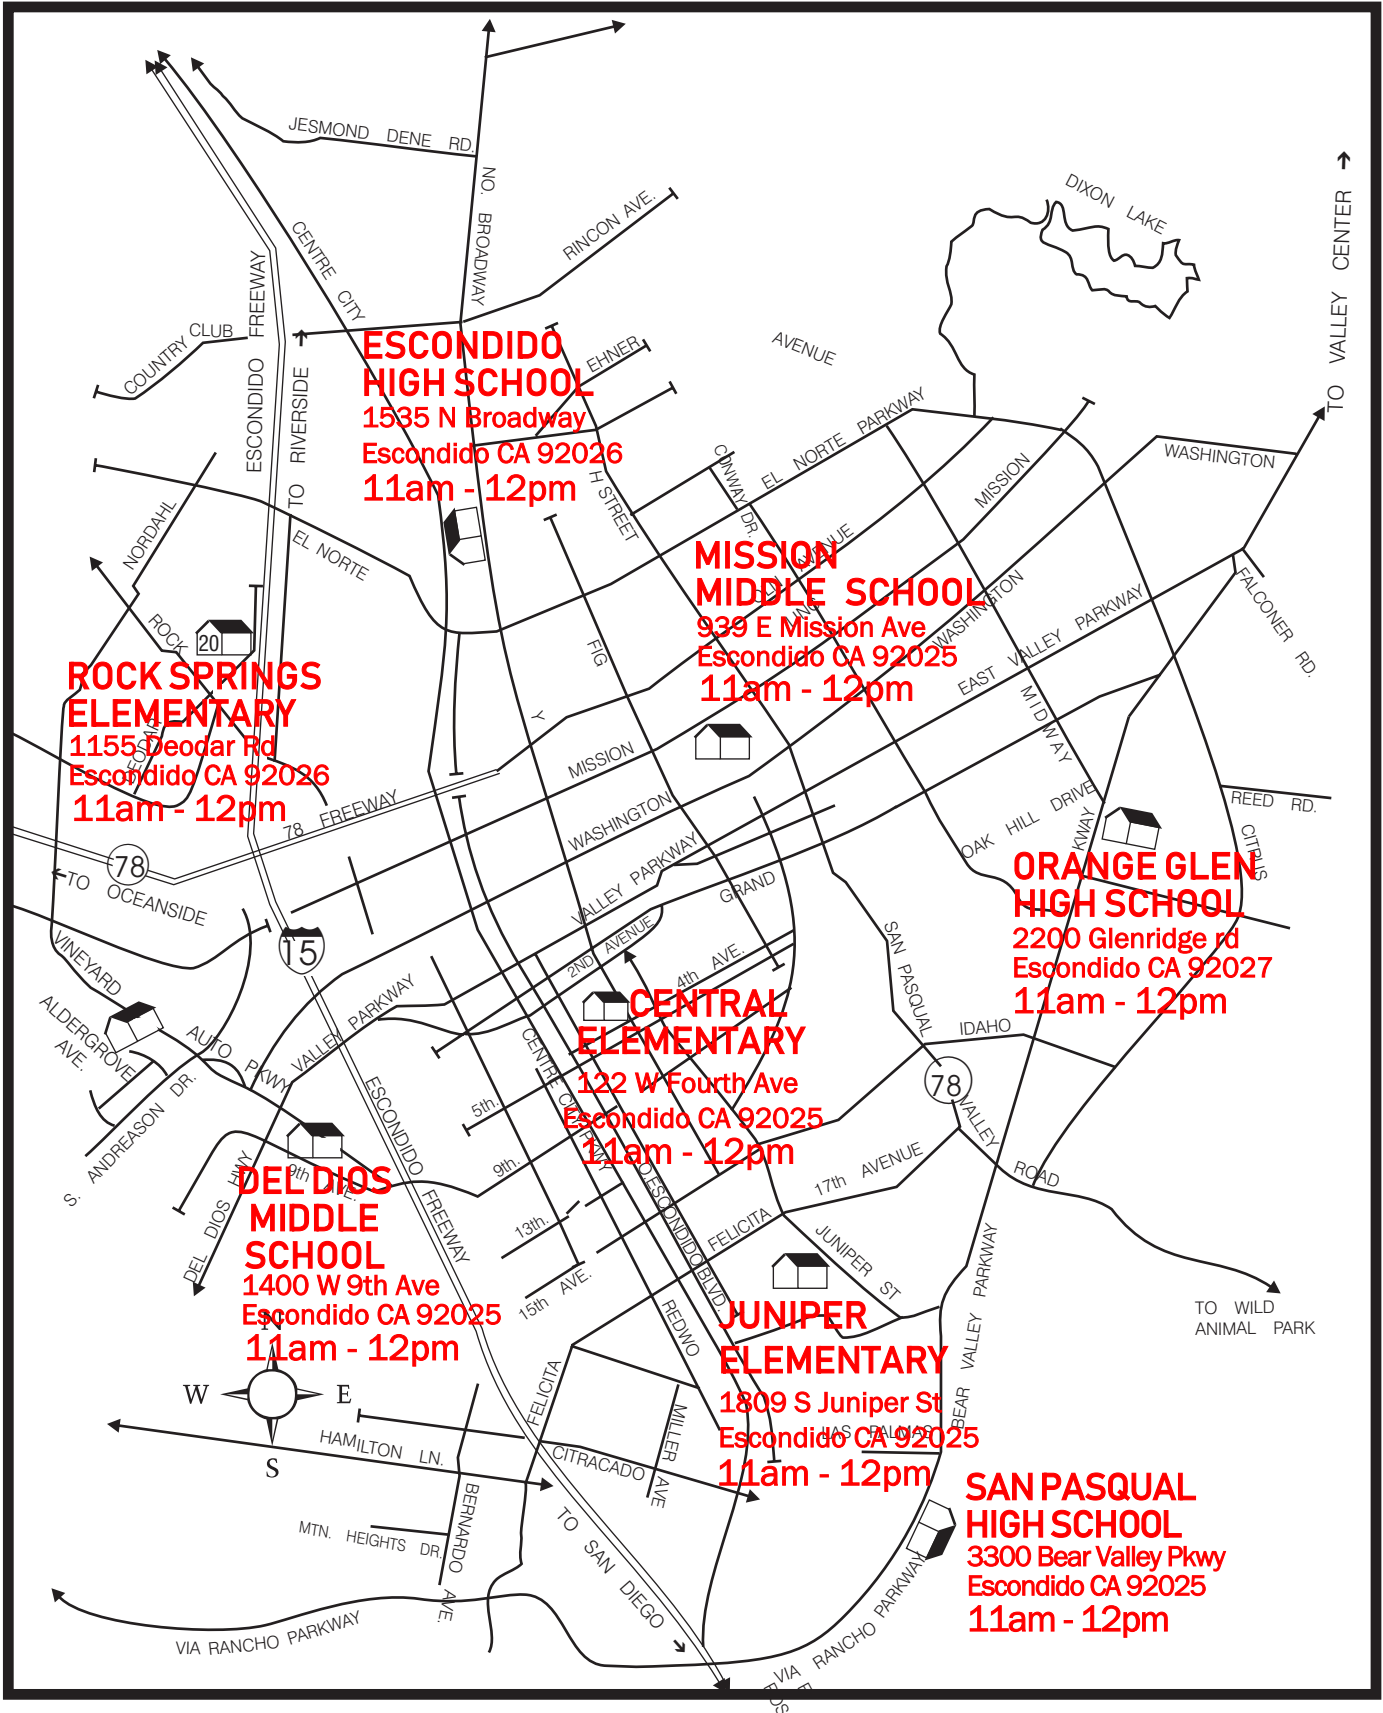 JESMOND DENE RD.
NO. BROADWAY
RINCON AVE.
DIXON LAKE
TO VALLEY CENTER
CENTRE CITY
ESCONDIDO FREEWAY
COUNTRY CLUB
TO RIVERSIDE
EHNER
AVENUE
ESCONDIDO
HIGH SCHOOL
1535 N Broadway
Escondido CA 92026
11am - 12pm
EL NORTE PARKWAY
CONWAY DR.
MISSION
WASHINGTON
H STREET
NORDAHL
EL NORTE
AVENUE
MISSION
MIDDLE SCHOOL
939 E Mission Ave
Escondido CA 92025
11am - 12pm
WASHINGTON
EAST VALLEY PARKWAY
FALCONER RD.
ROCK
20
FIG
ROCK SPRINGS
ELEMENTARY
1155 Deodar Rd
Escondido CA 92026
11am - 12pm
DEODAR
Y
MISSION
MIDWAY
78 FREEWAY
WASHINGTON
REED RD.
OAK HILL DRIVE
KWAY
CITRUS
78
TO OCEANSIDE
VALLEY PARKWAY
GRAND
ORANGE GLEN
HIGH SCHOOL
2200 Glenridge rd
Escondido CA 92027
11am - 12pm
15
VINEYARD
2ND AVENUE
4th AVE.
SAN PASQUAL
ALDERGROVE
AVE.
AUTO PKWY
VALLEY PARKWAY
CENTRAL
ELEMENTARY
122 W Fourth Ave
Escondido CA 92025
11am - 12pm
CENTRE CITY PKWY
IDAHO
78
VALLEY
ROAD
5th.
S. ANDREASON DR.
ESCONDIDO FREEWAY
9th.
9th AVE.
17th AVENUE
DEL DIOS HWY
DEL DIOS
MIDDLE
SCHOOL
1400 W 9th Ave
Escondido CA 92025
11am - 12pm
13th.
15th AVE.
O.ESCONDIDO BLVD.
FELICITA
JUNIPER ST
BEAR VALLEY PARKWAY
TO WILD
ANIMAL PARK
REDWO
JUNIPER
ELEMENTARY
1809 S Juniper St
Escondido CA 92025
11am - 12pm
N
W
E
S
FELICITA
MILLER AVE
LAS PALMAS
HAMILTON LN.
CITRACADO
BERNARDO AVE.
MTN. HEIGHTS DR.
TO SAN DIEGO
SAN PASQUAL
HIGH SCHOOL
3300 Bear Valley Pkwy
Escondido CA 92025
11am - 12pm
VIA RANCHO PARKWAY
VIA RANCHO PARKWAY